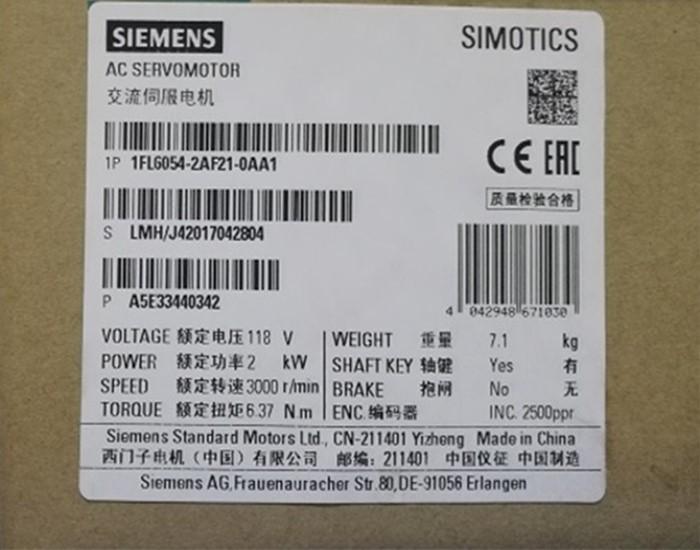 SIEMENS
SIMOTICS
AC SERVOMOTOR
交流伺服电机
1P 1FL6054-2AF21-0AA1
CE EAC
质量检验合格
S LMH/J42017042804
P A5E33440342
4 042948 671030
VOLTAGE 额定电压 118 V
POWER 额定功率 2 kW
SPEED 额定转速 3000 r/min
TORQUE 额定扭矩 6.37 Nm
WEIGHT 重量 7.1 kg
SHAFT KEY 轴键 Yes 有
BRAKE 抱闸 No 无
ENC. 编码器 INC. 2500ppr
Siemens Standard Motors Ltd., CN-211401 Yizheng Made in China
西门子电机（中国）有限公司 邮编：211401 中国仪征 中国制造
Siemens AG,Frauenauracher Str.80,DE-91056 Erlangen